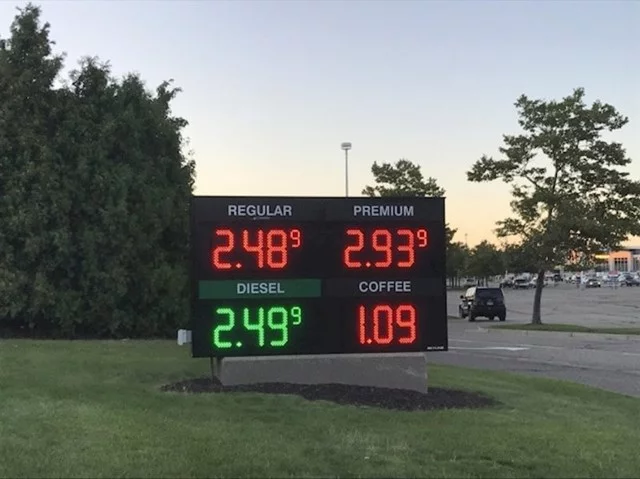 REGULAR PREMIUM
2.48⁹ 2.93⁹
DIESEL COFFEE
2.49⁹ 1.09